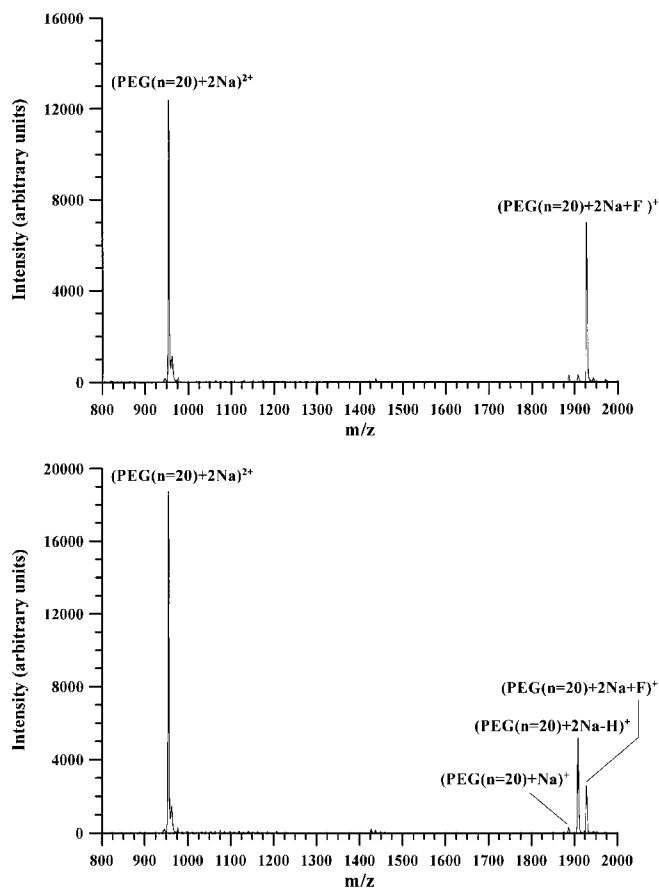 16000
(PEG(n=20)+2Na)²⁺
12000
8000
(PEG(n=20)+2Na+F )⁺
4000
0
Intensity (arbitrary units)
800 900 1000 1100 1200 1300 1400 1500 1600 1700 1800 1900 2000
m/z
20000
(PEG(n=20)+2Na)²⁺
16000
12000
8000
(PEG(n=20)+2Na+F)⁺
(PEG(n=20)+2Na-H)⁺
4000
(PEG(n=20)+Na)⁺
0
Intensity (arbitrary units)
800 900 1000 1100 1200 1300 1400 1500 1600 1700 1800 1900 2000
m/z